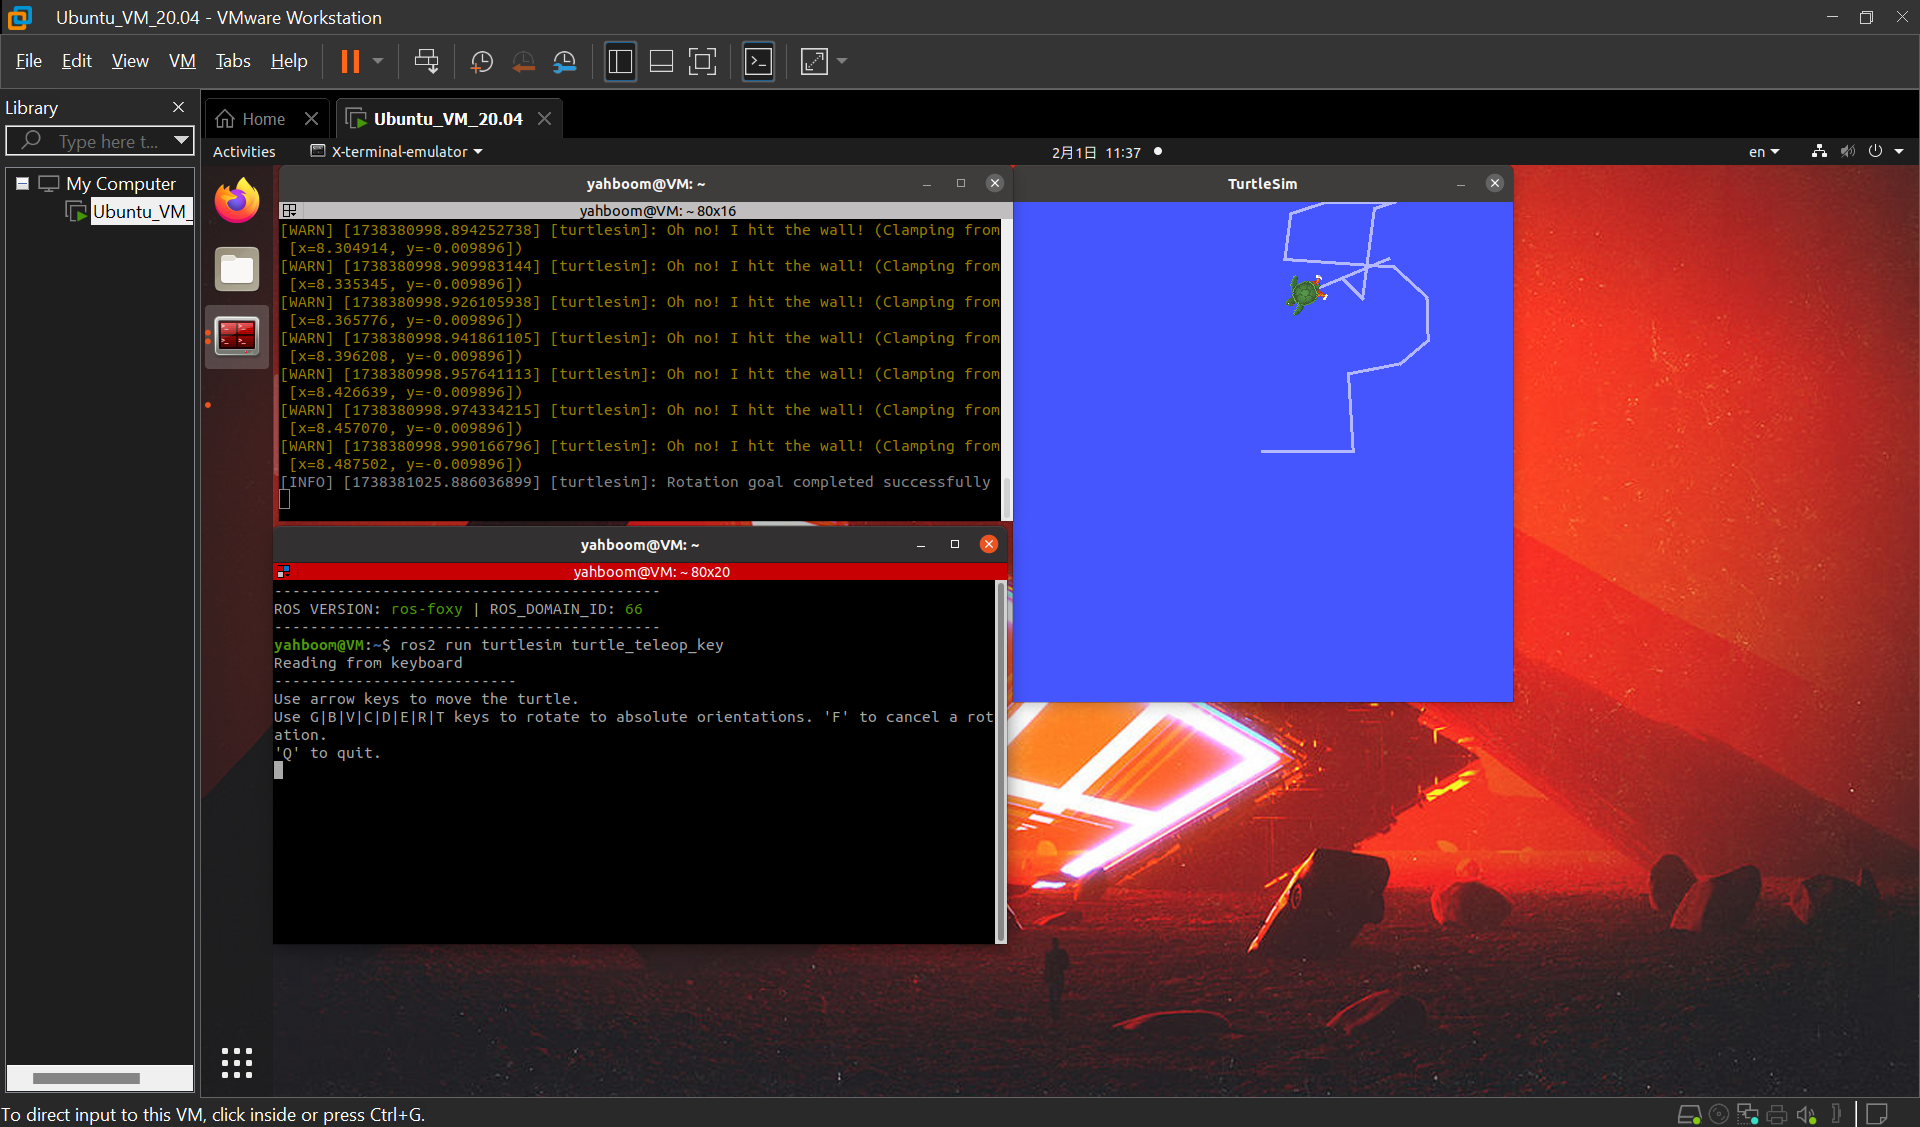 Ubuntu_VM_20.04 - VMware Workstation
File Edit View VM Tabs Help
Library
Type here t...
My Computer
Ubuntu_VM_
Home
Ubuntu_VM_20.04
Activities
X-terminal-emulator
2月1日 11:37
en
yahboom@VM: ~
yahboom@VM: ~ 80x16
[WARN] [1738380998.894252738] [turtlesim]: Oh no! I hit the wall! (Clamping from
[x=8.304914, y=-0.009896])
[WARN] [1738380998.909983144] [turtlesim]: Oh no! I hit the wall! (Clamping from
[x=8.335345, y=-0.009896])
[WARN] [1738380998.926105938] [turtlesim]: Oh no! I hit the wall! (Clamping from
[x=8.365776, y=-0.009896])
[WARN] [1738380998.941861105] [turtlesim]: Oh no! I hit the wall! (Clamping from
[x=8.396208, y=-0.009896])
[WARN] [1738380998.957641113] [turtlesim]: Oh no! I hit the wall! (Clamping from
[x=8.426639, y=-0.009896])
[WARN] [1738380998.974334215] [turtlesim]: Oh no! I hit the wall! (Clamping from
[x=8.457070, y=-0.009896])
[WARN] [1738380998.990166796] [turtlesim]: Oh no! I hit the wall! (Clamping from
[x=8.487502, y=-0.009896])
[INFO] [1738381025.886036899] [turtlesim]: Rotation goal completed successfully
TurtleSim
yahboom@VM: ~
yahboom@VM: ~ 80x20
-------------------------------------------
ROS VERSION: ros-foxy | ROS_DOMAIN_ID: 66
-------------------------------------------
yahboom@VM:~$ ros2 run turtlesim turtle_teleop_key
Reading from keyboard
---------------------------
Use arrow keys to move the turtle.
Use G|B|V|C|D|E|R|T keys to rotate to absolute orientations. 'F' to cancel a rot
ation.
'Q' to quit.
To direct input to this VM, click inside or press Ctrl+G.